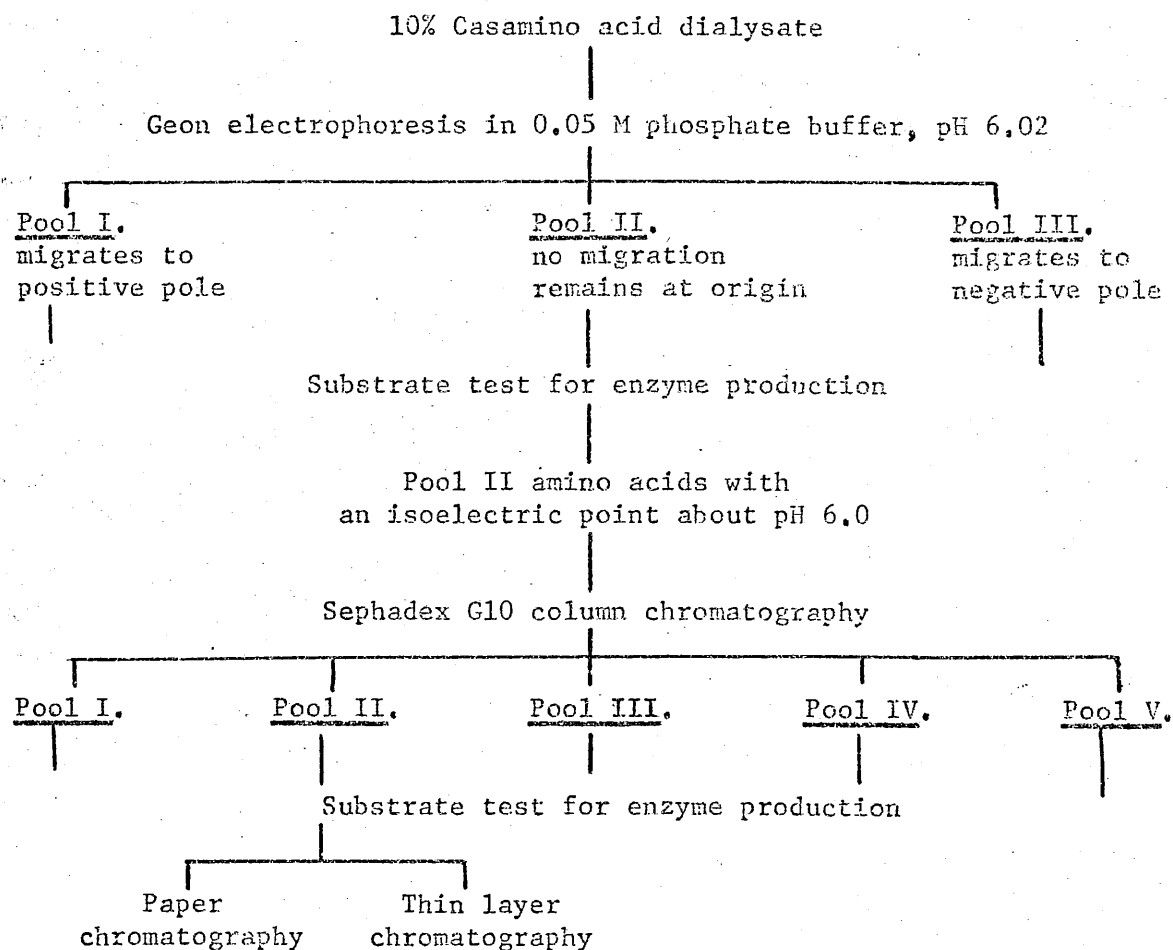 10% Casamino acid dialysate
Geon electrophoresis in 0.05 M phosphate buffer, pH 6.02
Pool I.
migrates to
positive pole
Pool II.
no migration
remains at origin
Pool III.
migrates to
negative pole
Substrate test for enzyme production
Pool II amino acids with
an isoelectric point about pH 6.0
Sephadex G10 column chromatography
Pool I. Pool II. Pool III. Pool IV. Pool V.
Substrate test for enzyme production
Paper
chromatography
Thin layer
chromatography